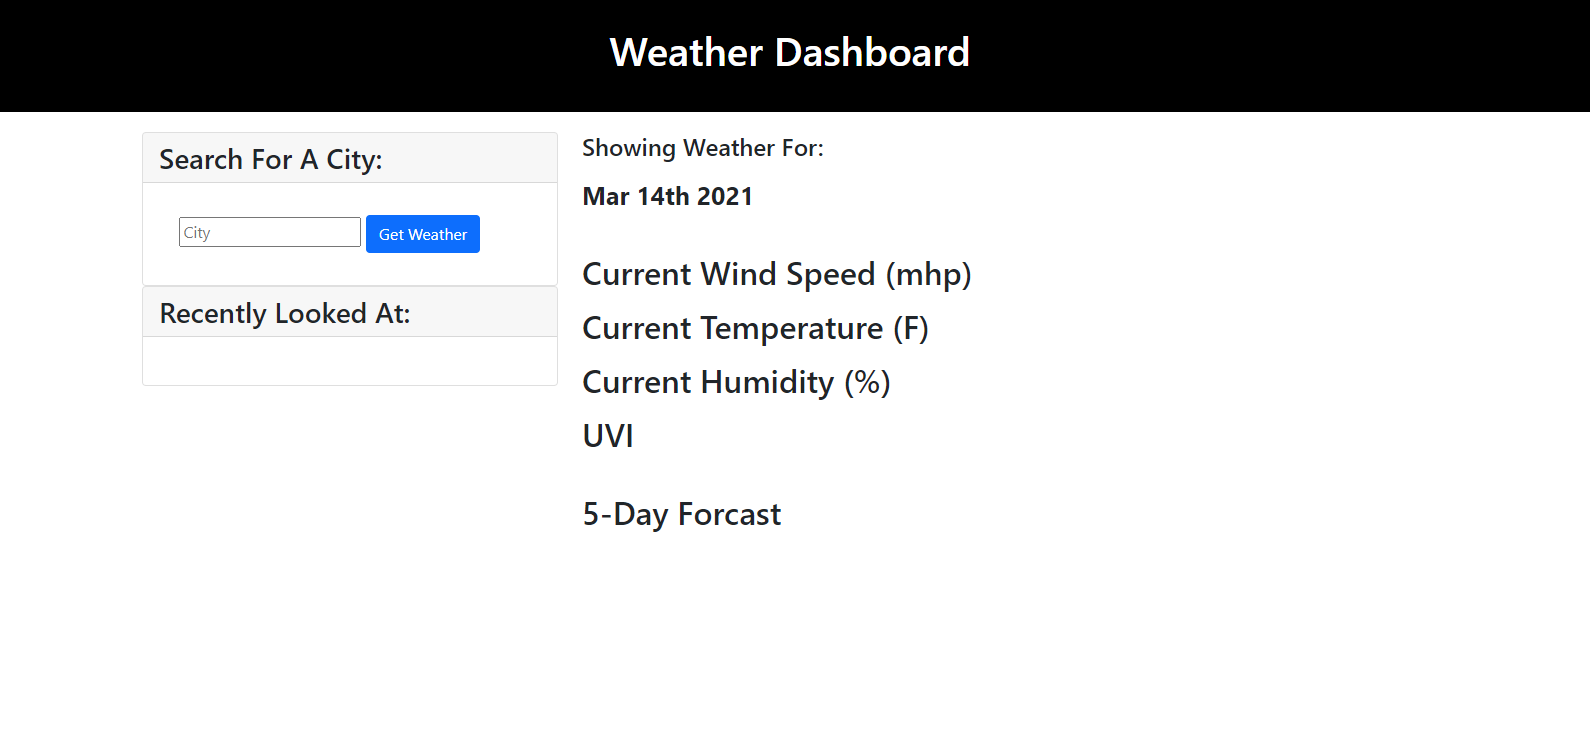 Weather Dashboard
Search For A City:
City
Get Weather
Recently Looked At:
Showing Weather For:
Mar 14th 2021
Current Wind Speed (mhp)
Current Temperature (F)
Current Humidity (%)
UVI
5-Day Forcast